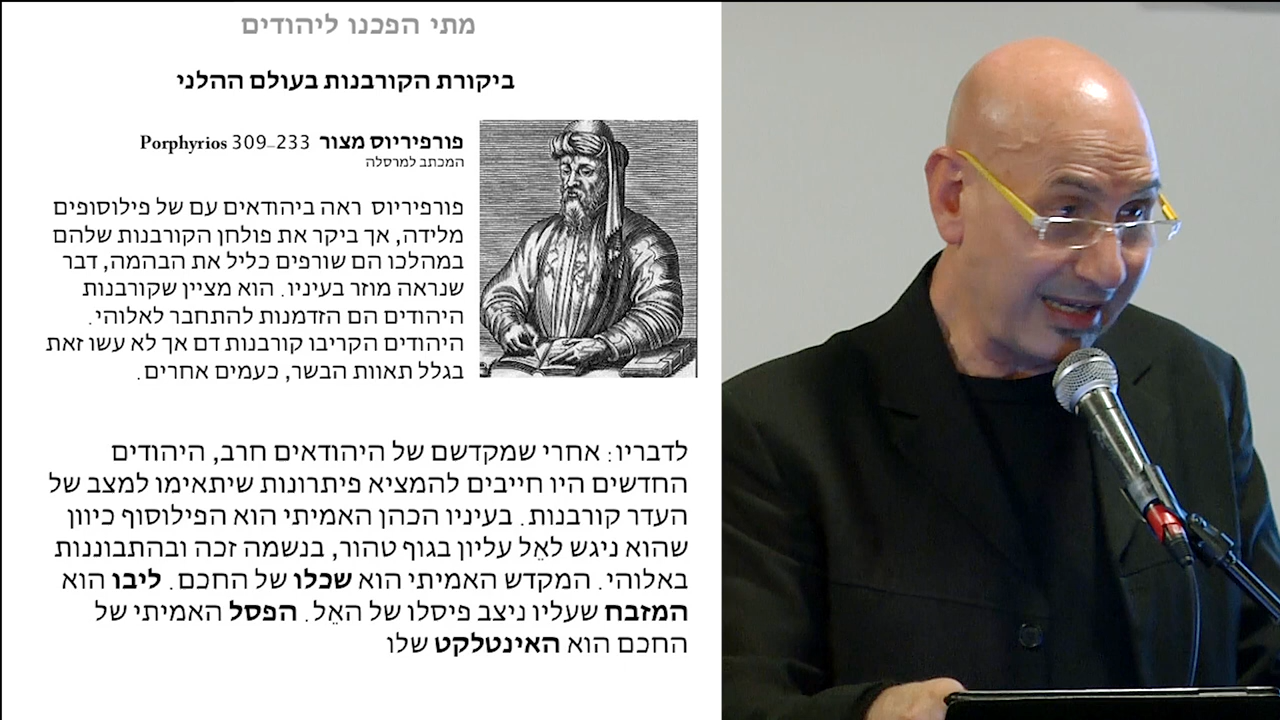 מתי הפכנו ליהודים
ביקורת הקורבנות בעולם ההלני
פורפיריוס מצור Porphyrios 309-233
המכתב למרסלה
פורפיריוס ראה ביהודאים עם של פילוסופים
מלידה, אך ביקר את פולחן הקורבנות שלהם
במהלכו הם שורפים כליל את הבהמה, דבר
שנראה מוזר בעיניו. הוא מציין שקורבנות
היהודים הם הזדמנות להתחבר לאלוהי.
היהודים הקריבו קורבנות דם אך לא עשו זאת
בגלל תאוות הבשר, כעמים אחרים.
לדבריו: אחרי שמקדשם של היהודאים חרב, היהודים
החדשים היו חייבים להמציא פיתרונות שיתאימו למצב של
העדר קורבנות. בעיניו הכהן האמיתי הוא הפילוסוף כיוון
שהוא ניגש לאֵל עליון בגוף טהור, בנשמה זכה ובהתבוננות
באלוהי. המקדש האמיתי הוא שכלו של החכם. ליבו הוא
המזבח שעליו ניצב פיסלו של האֵל. הפסל האמיתי של
החכם הוא האינטלקט שלו